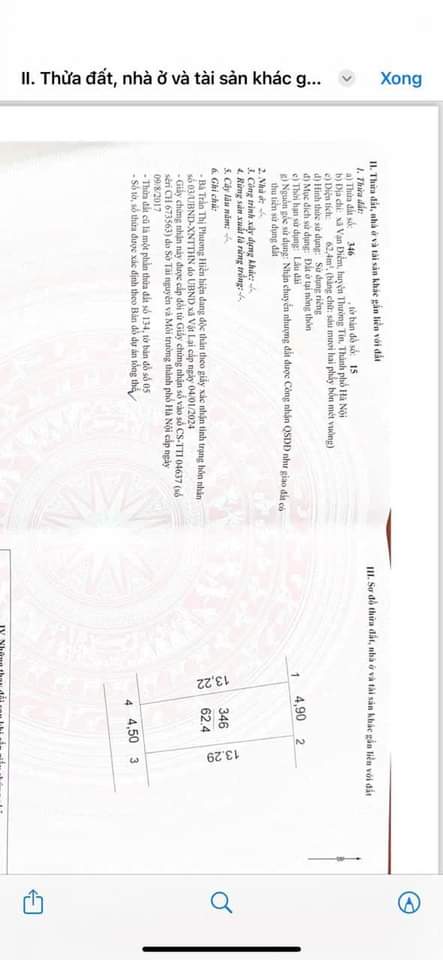 II. Thửa đất, nhà ở và tài sản khác g...
Xong
II. Thửa đất, nhà ở và tài sản khác gắn liền với đất
1. Thửa đất:
a) Thửa đất số: 346 , tờ bản đồ số: 15
b) Địa chỉ: xã Vạn Điểm, huyện Thường Tín, Thành phố Hà Nội
c) Diện tích: 62,4m², (bằng chữ: sáu mươi hai phẩy bốn mét vuông)
d) Hình thức sử dụng: Sử dụng riêng
đ) Mục đích sử dụng: Đất ở tại nông thôn
e) Thời hạn sử dụng: Lâu dài
g) Nguồn gốc sử dụng: Nhận chuyển nhượng đất được Công nhận QSDĐ như giao đất có
thu tiền sử dụng đất
2. Nhà ở: -/-.
3. Công trình xây dựng khác: -/-.
4. Rừng sản xuất là rừng trồng: -/-.
5. Cây lâu năm: -/-.
6. Ghi chú:
- Bà Trần Thị Phương Hiền hiện đang độc thân theo giấy xác nhận tình trạng hôn nhân
số 03/UBND-XNTTHN do UBND xã Vật Lại cấp ngày 04/01/2024
- Giấy chứng nhận này được cấp đổi từ Giấy chứng nhận số vào sổ CS-TTI 04637 (số
sêri CH 673563) do Sở Tài nguyên và Môi trường thành phố Hà Nội cấp ngày
09/8/2017
- Thửa đất cũ là một phần thửa đất số 134, tờ bản đồ số 05
- Số tờ, số thửa được xác định theo Bản đồ dự án tổng thể
III. Sơ đồ thửa đất, nhà ở và tài sản khác gắn liền với đất
1 4,90 2
13,22
346
62.4
13,29
4 4,50 3